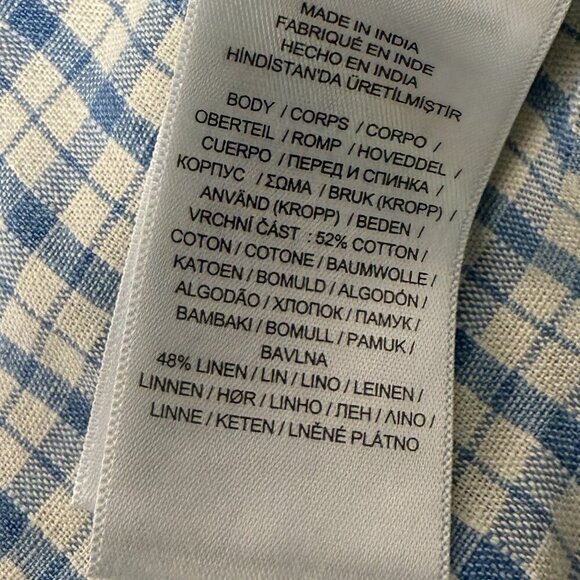 MADE IN INDIA
FABRIQUÉ EN INDE
HECHO EN INDIA
HİNDİSTAN'DA ÜRETİLMİŞTİR
BODY / CORPS / CORPO /
OBERTEIL / ROMP / HOVEDDEL /
CUERPO / ПЕРЕД И СПИНКА /
КОРПУС / ΣΩΜΑ / BRUK (KROPP) /
ANVÄND (KROPP) / BEDEN /
VRCHNÍ ČÁST : 52% COTTON /
COTON / COTONE / BAUMWOLLE /
KATOEN / BOMULD / ALGODÓN /
ALGODÃO / ХЛОПОК / ПАМУК /
BAMBAKI / BOMULL / PAMUK /
BAVLNA
48% LINEN / LIN / LINO / LEINEN /
LINNEN / HØR / LINHO / ЛЕН / ΛΙΝΟ /
LINNE / KETEN / LNĚNÉ PLÁTNO